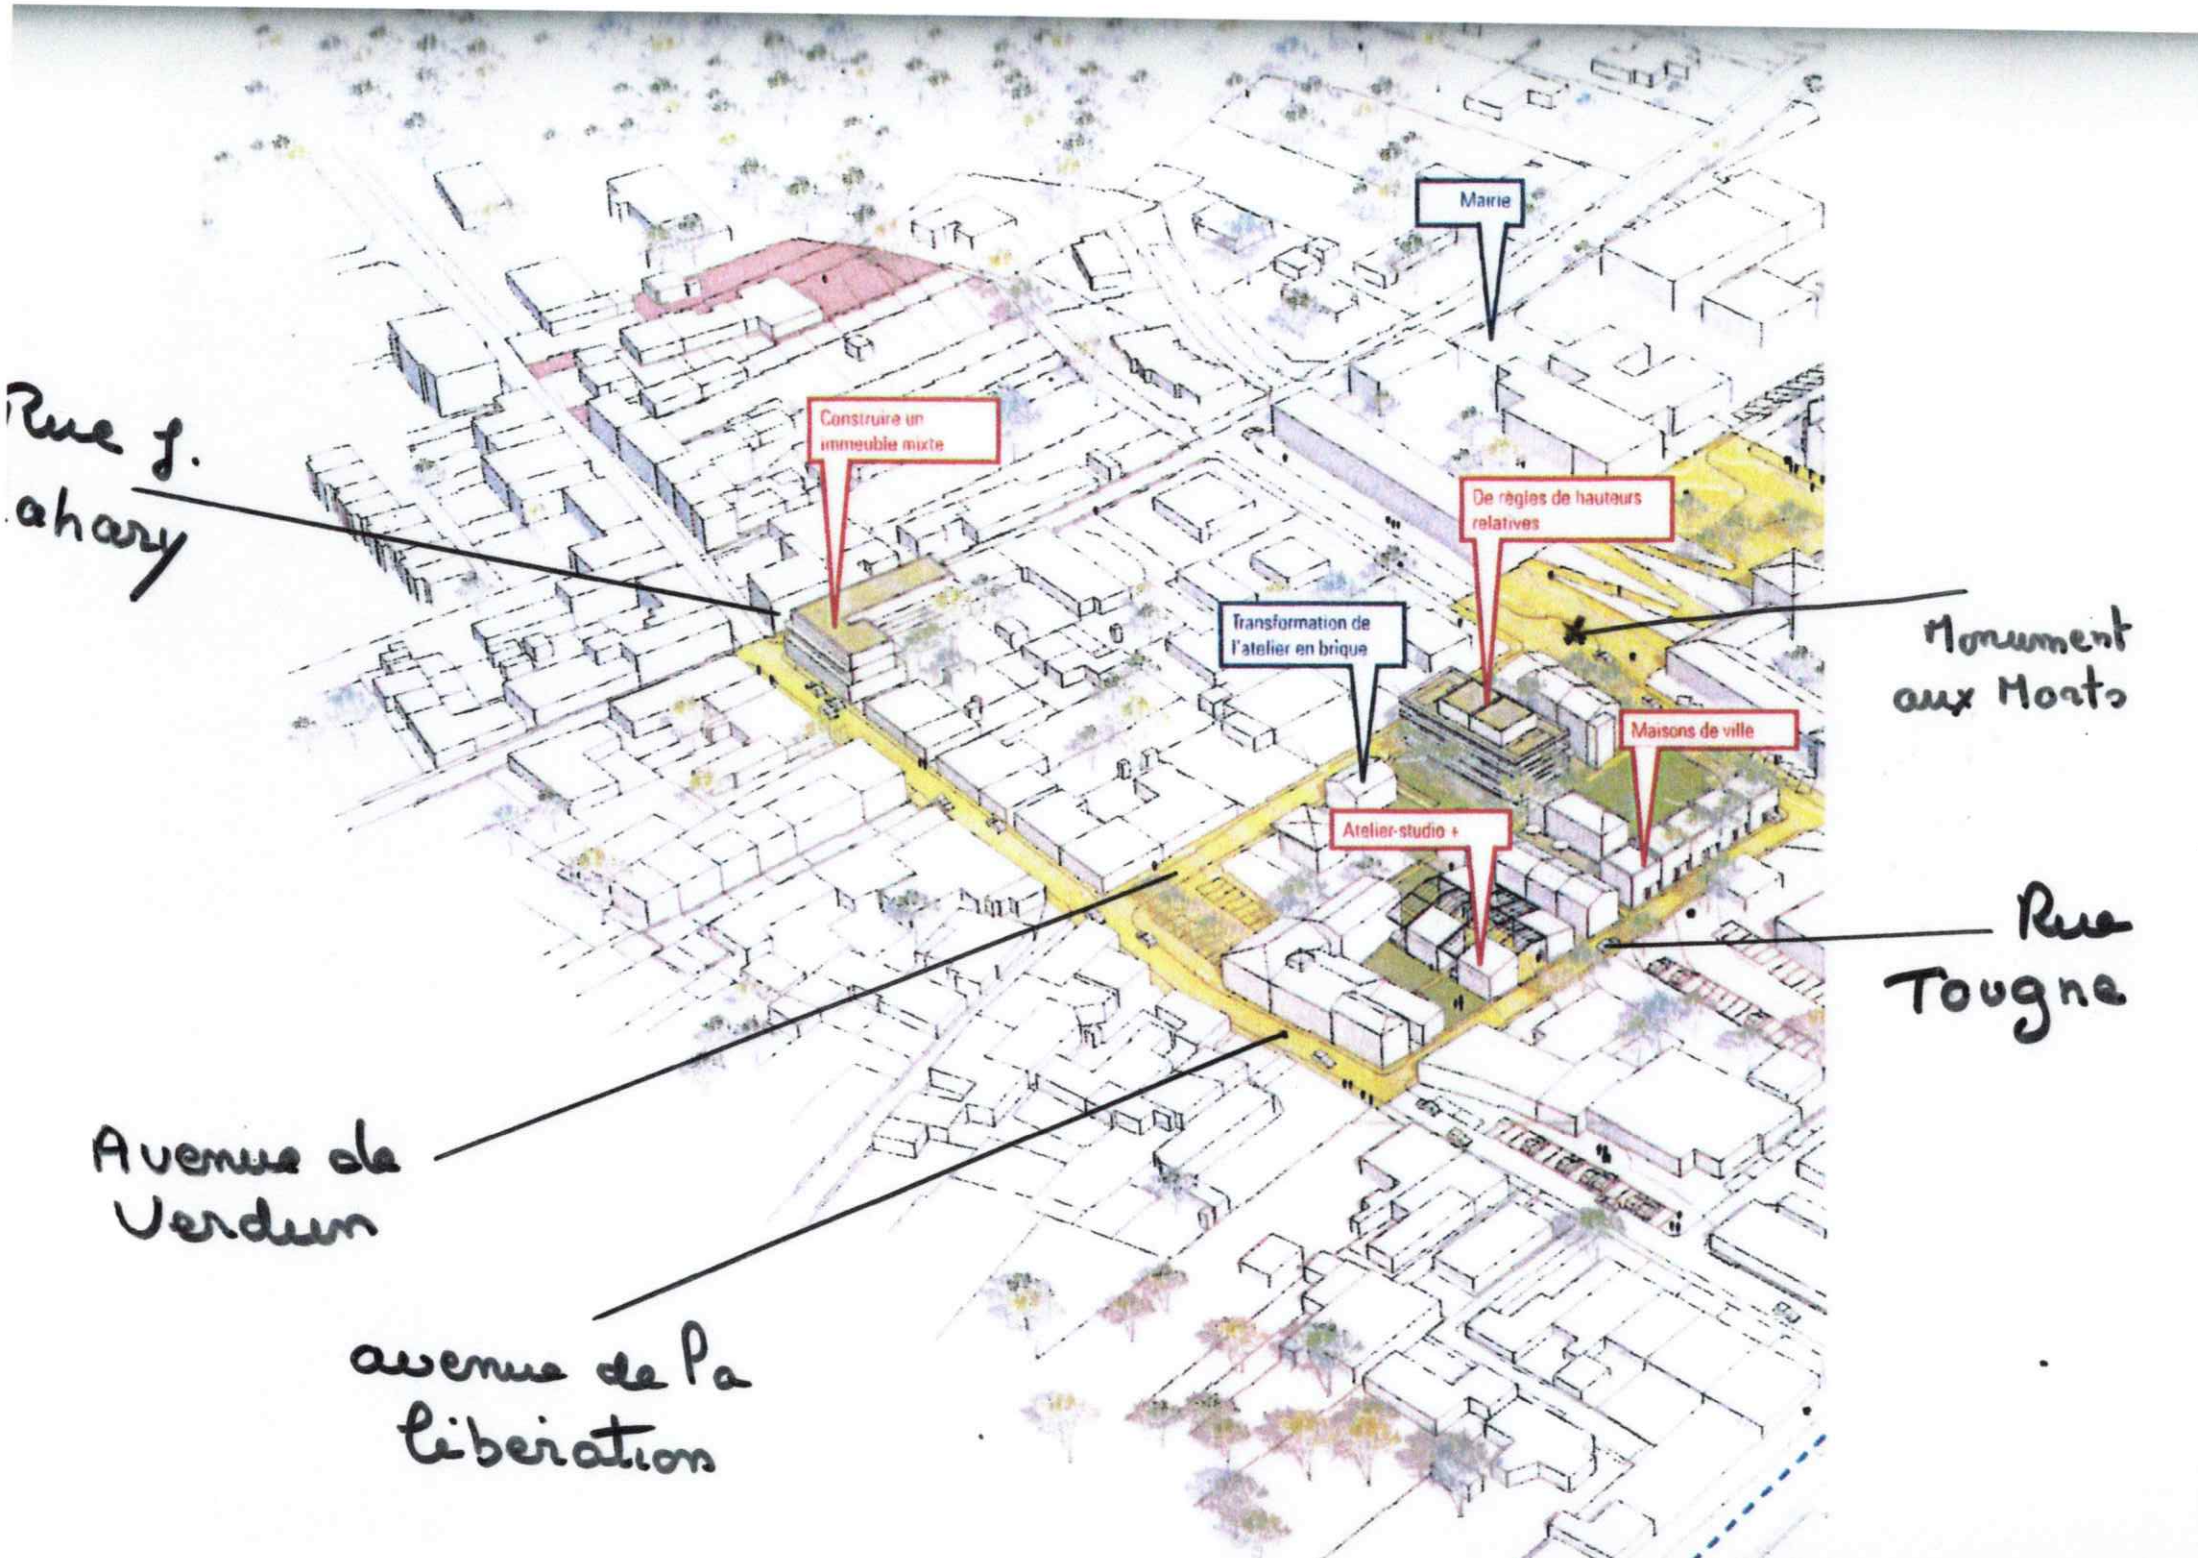 Mairie
Rue J.
ahary
Construire un
immeuble mixte
De règles de hauteurs
relatives
Transformation de
l'atelier en brique
Monument
aux Morts
Maisons de ville
Atelier-studio +
Rue
Tougne
Avenue de
Verdun
avenue de la
libération